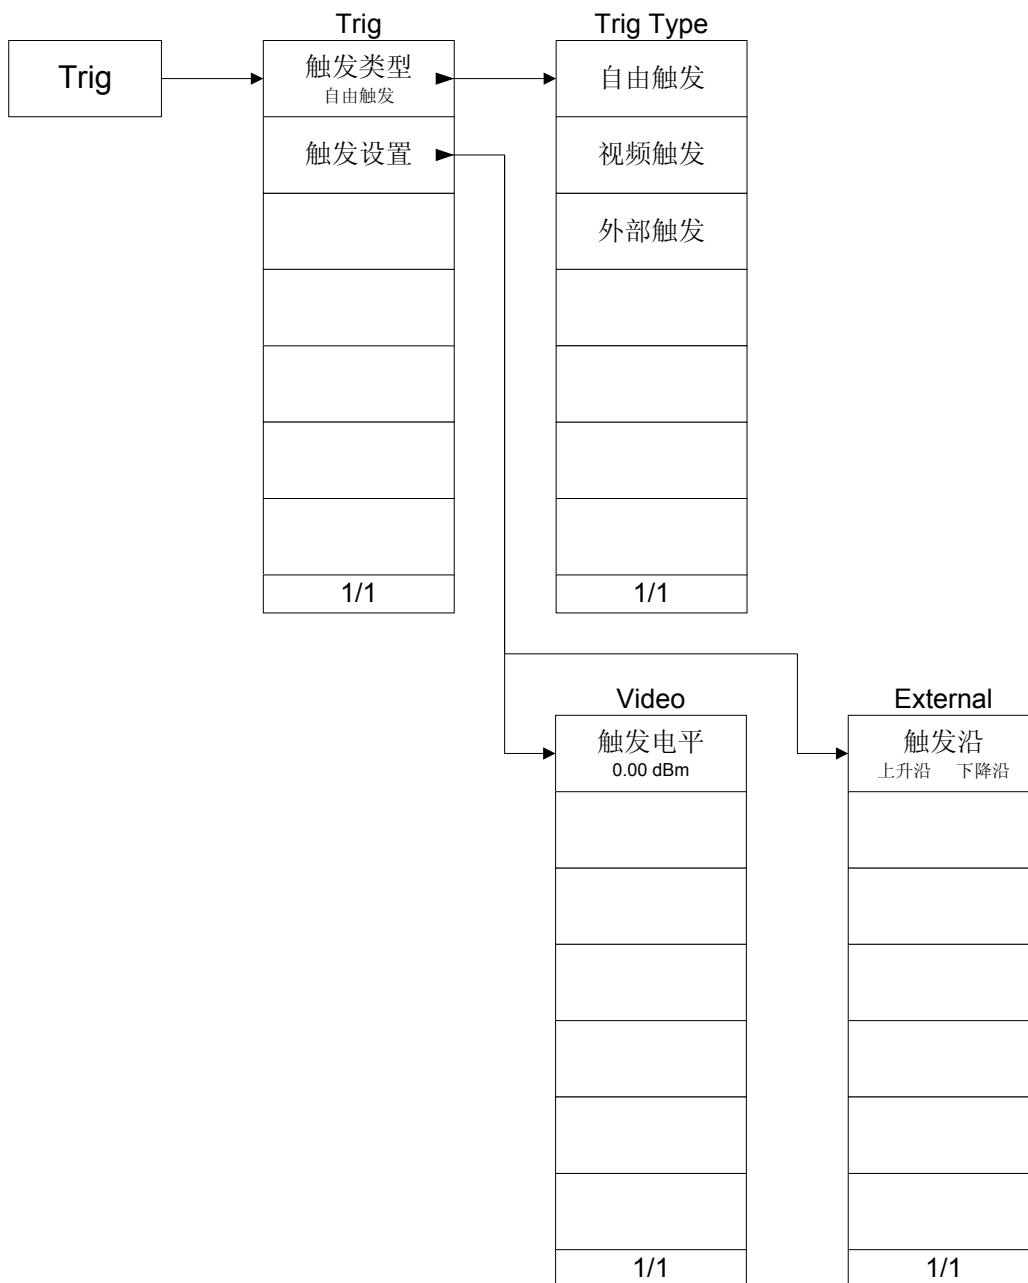 Trig
Trig
触发类型
自由触发
触发设置
1/1
Trig Type
自由触发
视频触发
外部触发
1/1
Video
触发电平
0.00 dBm
1/1
External
触发沿
上升沿 下降沿
1/1